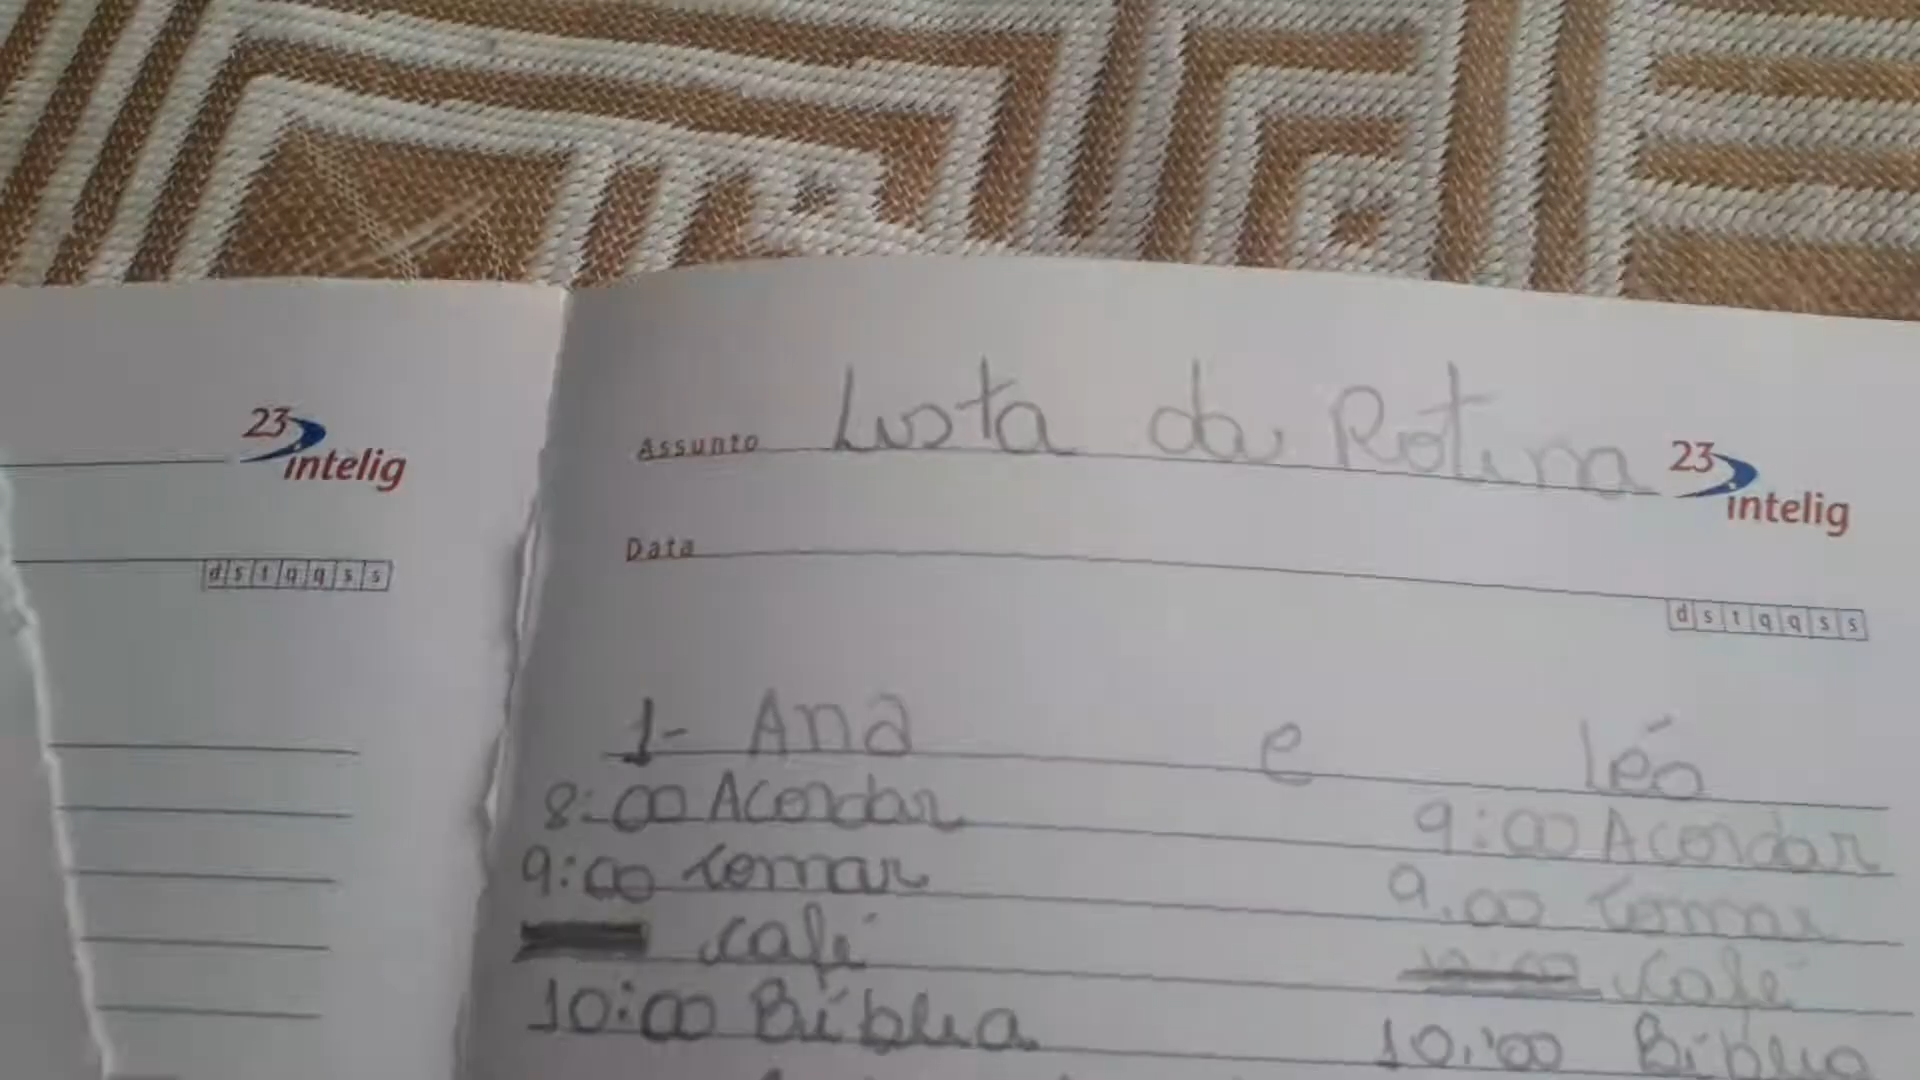 23
intelig
d s t q q s s
Assunto Lista da Rotina
23
intelig
Data
d s t q q s s
1- Ana e Léo
8:00 Acordar 9:00 Acordar
9:00 tomar 9:00 tomar
café café
10:00 Bíblia 10:00 Bíblia